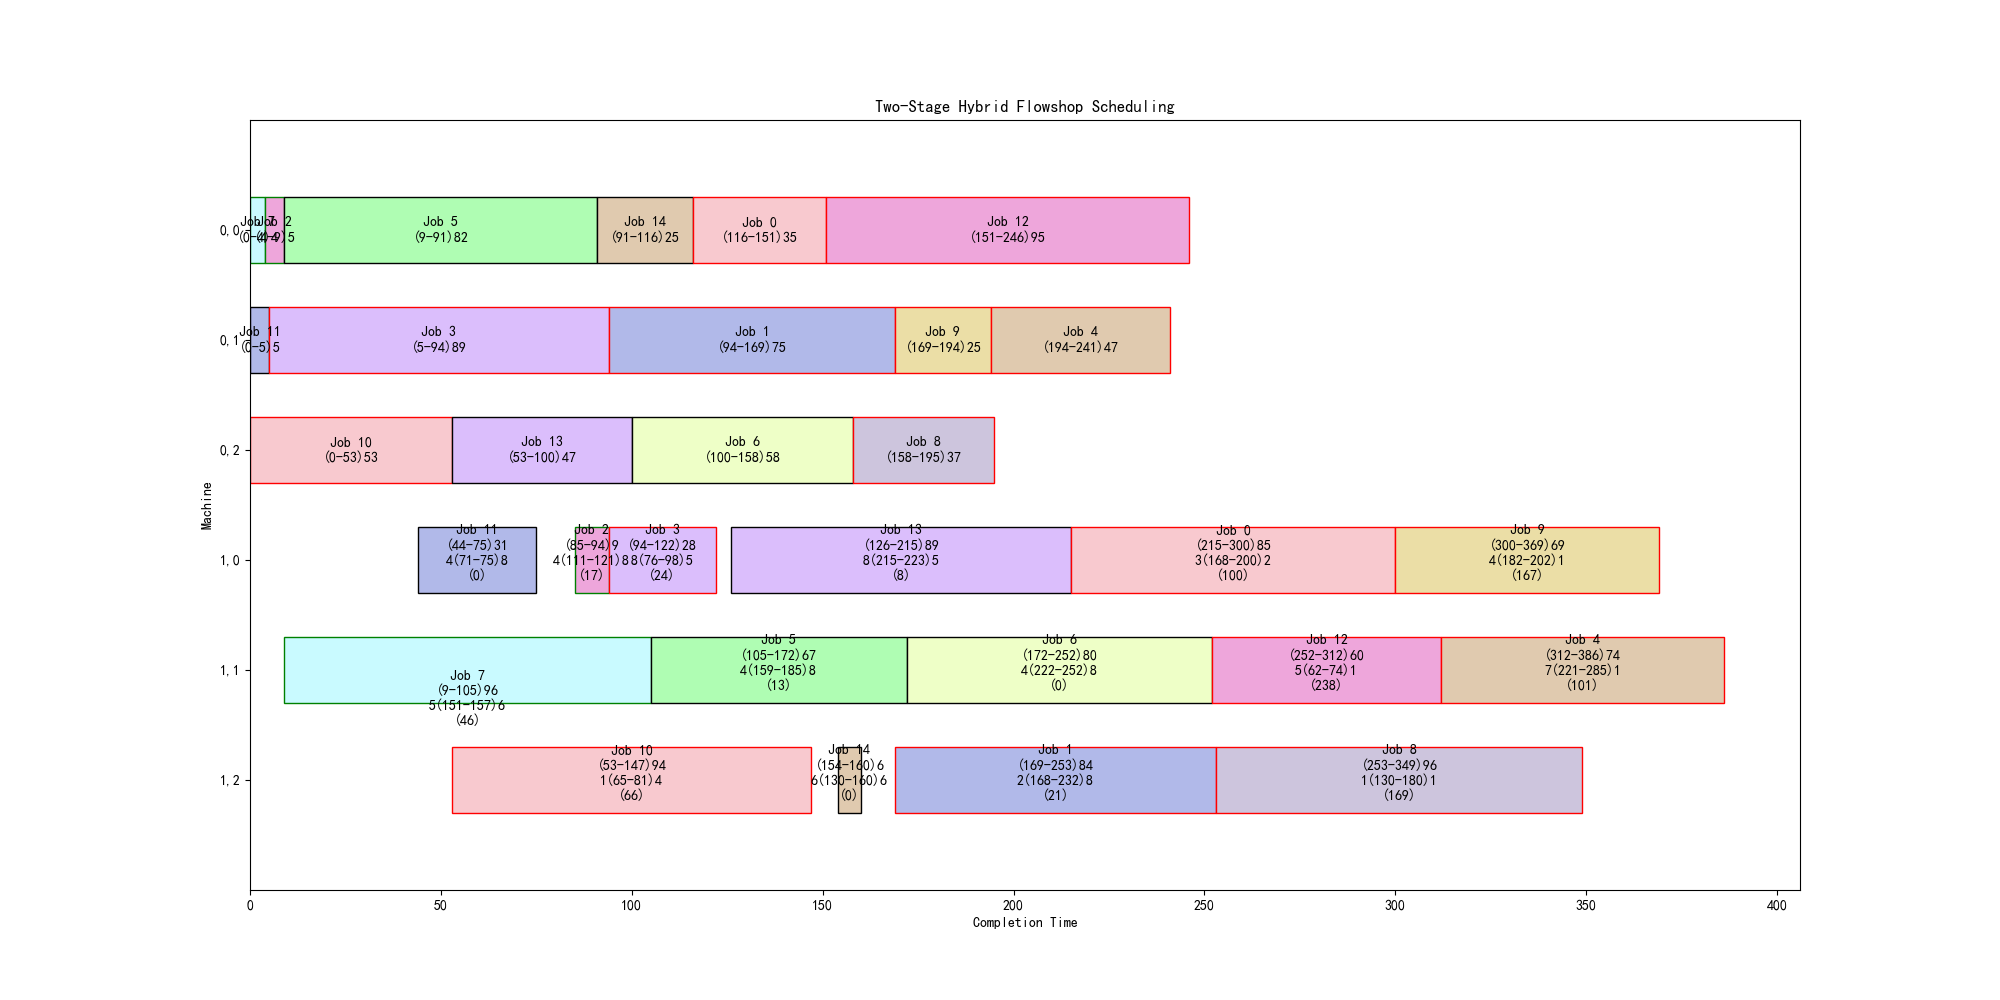 Two-Stage Hybrid Flowshop Scheduling
0,0
Job 7
(0-4)4
Job 2
(4-9)5
Job 5
(9-91)82
Job 14
(91-116)25
Job 0
(116-151)35
Job 12
(151-246)95
0,1
Job 11
(0-5)5
Job 3
(5-94)89
Job 1
(94-169)75
Job 9
(169-194)25
Job 4
(194-241)47
0,2
Job 10
(0-53)53
Job 13
(53-100)47
Job 6
(100-158)58
Job 8
(158-195)37
Machine
1,0
Job 11
(44-75)31
4(71-75)8
(0)
Job 2
(85-94)9
4(111-121)8
(17)
Job 3
(94-122)28
8(76-98)5
(24)
Job 13
(126-215)89
8(215-223)5
(8)
Job 0
(215-300)85
3(168-200)2
(100)
Job 9
(300-369)69
4(182-202)1
(167)
1,1
Job 7
(9-105)96
5(151-157)6
(46)
Job 5
(105-172)67
4(159-185)8
(13)
Job 6
(172-252)80
4(222-252)8
(0)
Job 12
(252-312)60
5(62-74)1
(238)
Job 4
(312-386)74
7(221-285)1
(101)
1,2
Job 10
(53-147)94
1(65-81)4
(66)
Job 14
(154-160)6
6(130-160)6
(0)
Job 1
(169-253)84
2(168-232)8
(21)
Job 8
(253-349)96
1(130-180)1
(169)
0
50
100
150
200
250
300
350
400
Completion Time